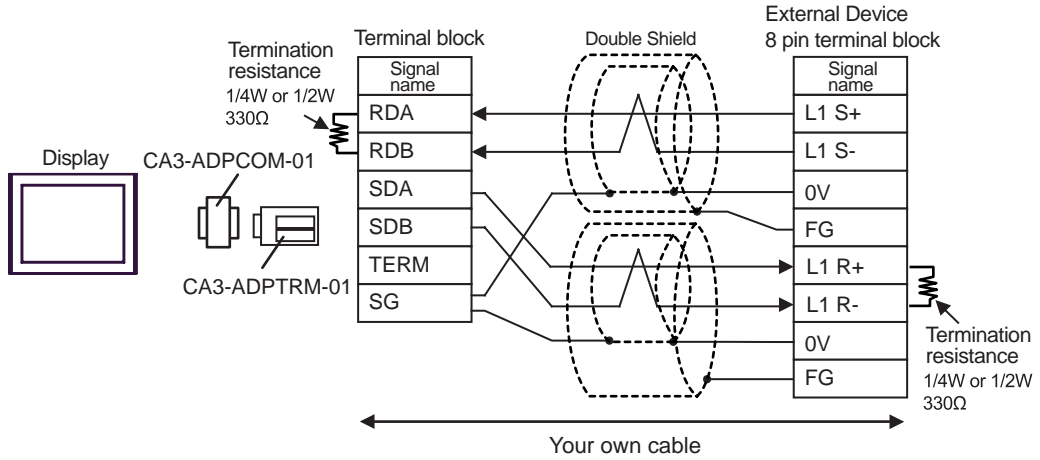 External Device
8 pin terminal block
Terminal block
Double Shield
Termination
resistance
1/4W or 1/2W
330Ω
Signal
name
Signal
name
RDA
L1 S+
RDB
L1 S-
Display
CA3-ADPCOM-01
SDA
0V
SDB
FG
TERM
L1 R+
CA3-ADPTRM-01
SG
L1 R-
0V
FG
Termination
resistance
1/4W or 1/2W
330Ω
Your own cable